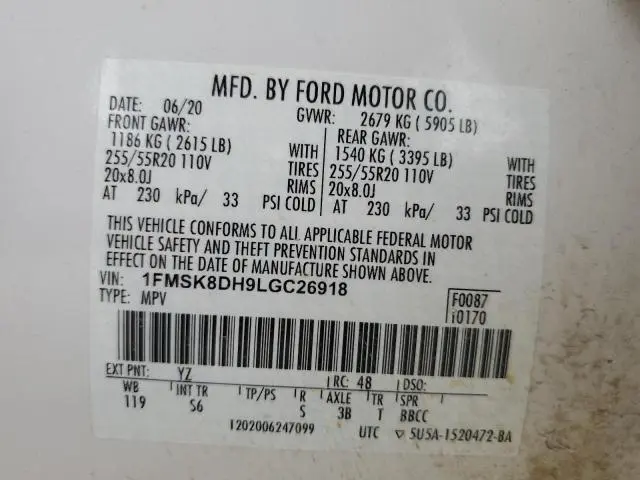 MFD. BY FORD MOTOR CO.
DATE: 06/20 GVWR: 2679 KG ( 5905 LB)
FRONT GAWR: REAR GAWR:
1186 KG ( 2615 LB) WITH 1540 KG ( 3395 LB) WITH
255/55R20 110V TIRES 255/55R20 110V TIRES
20x8.0J RIMS 20x8.0J RIMS
AT 230 kPa/ 33 PSI COLD AT 230 kPa/ 33 PSI COLD
THIS VEHICLE CONFORMS TO ALL APPLICABLE FEDERAL MOTOR
VEHICLE SAFETY AND THEFT PREVENTION STANDARDS IN
EFFECT ON THE DATE OF MANUFACTURE SHOWN ABOVE.
VIN: 1FMSK8DH9LGC26918 F0087
TYPE: MPV T0170
EXT PNT: YZ RC: 48 DSO:
WB INT TR TP/PS R AXLE TR SPR
119 S6 S 3B T BBCC
1202006247099 UTC ▽ 5U5A-1520472-BA